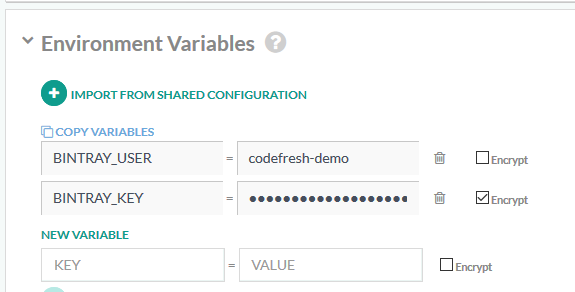 Environment Variables ?
IMPORT FROM SHARED CONFIGURATION
COPY VARIABLES
BINTRAY_USER = codefresh-demo Encrypt
BINTRAY_KEY = ●●●●●●●●●●●●●●●●●●● Encrypt
NEW VARIABLE
KEY = VALUE Encrypt